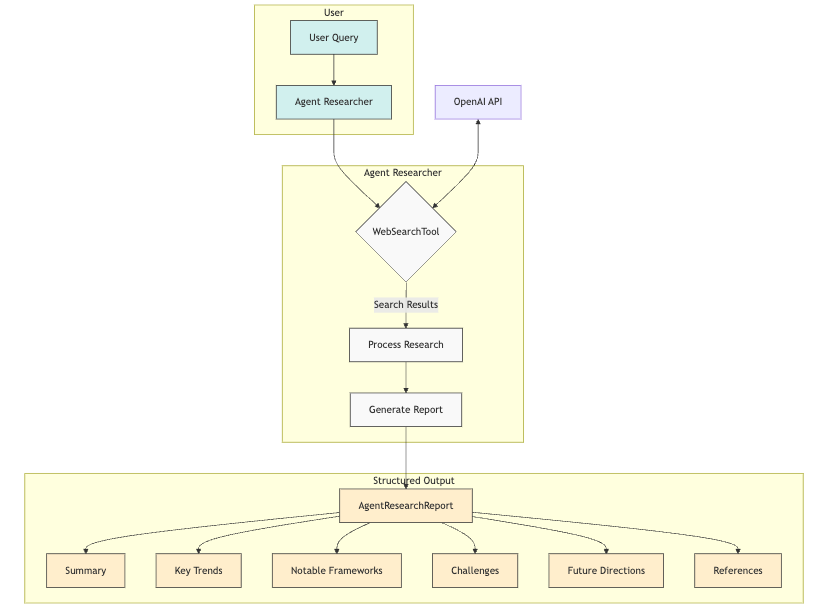 User
User Query
Agent Researcher
OpenAI API
Agent Researcher
WebSearchTool
Search Results
Process Research
Generate Report
Structured Output
AgentResearchReport
Summary
Key Trends
Notable Frameworks
Challenges
Future Directions
References